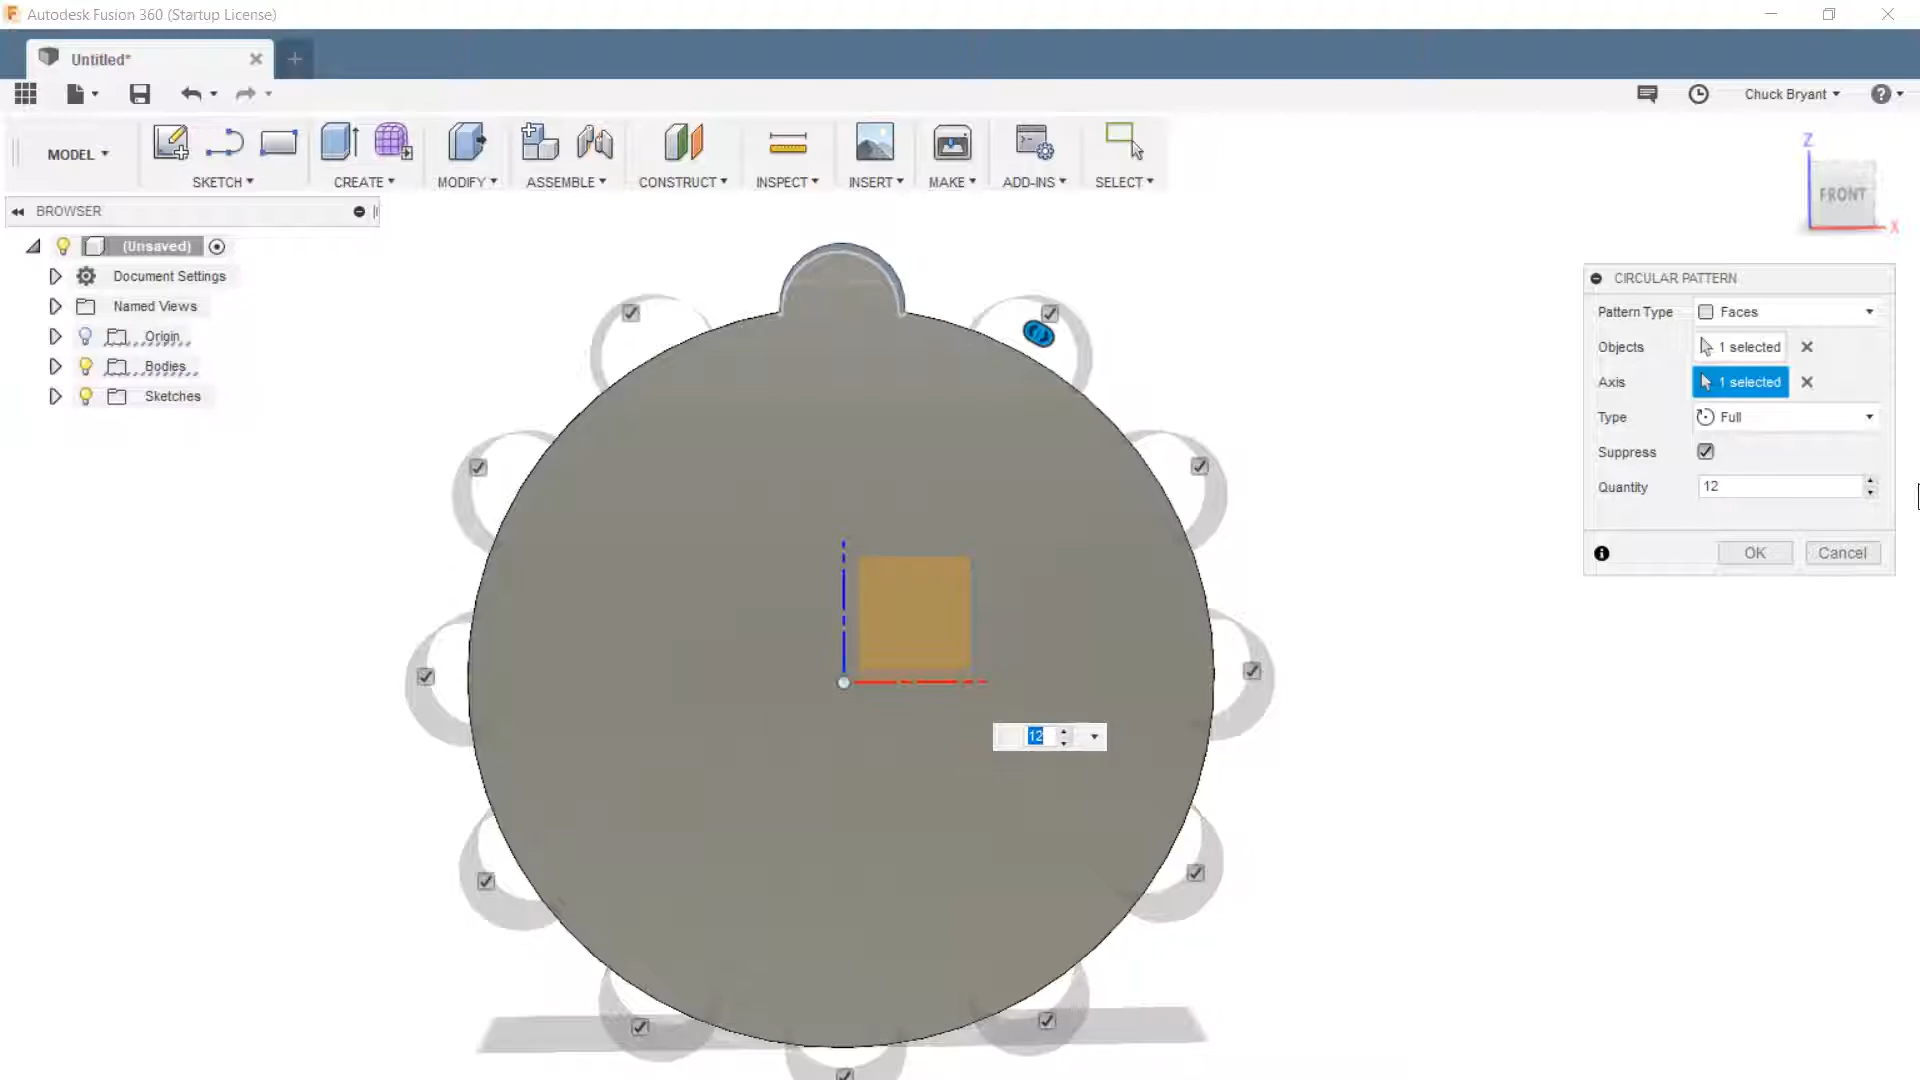 Autodesk Fusion 360 (Startup License)
Untitled*
Chuck Bryant
MODEL
SKETCH
CREATE
MODIFY
ASSEMBLE
CONSTRUCT
INSPECT
INSERT
MAKE
ADD-INS
SELECT
Z
FRONT
X
BROWSER
(Unsaved)
Document Settings
Named Views
Origin
Bodies
Sketches
CIRCULAR PATTERN
Pattern Type Faces
Objects 1 selected
Axis 1 selected
Type Full
Suppress
Quantity 12
OK Cancel
12